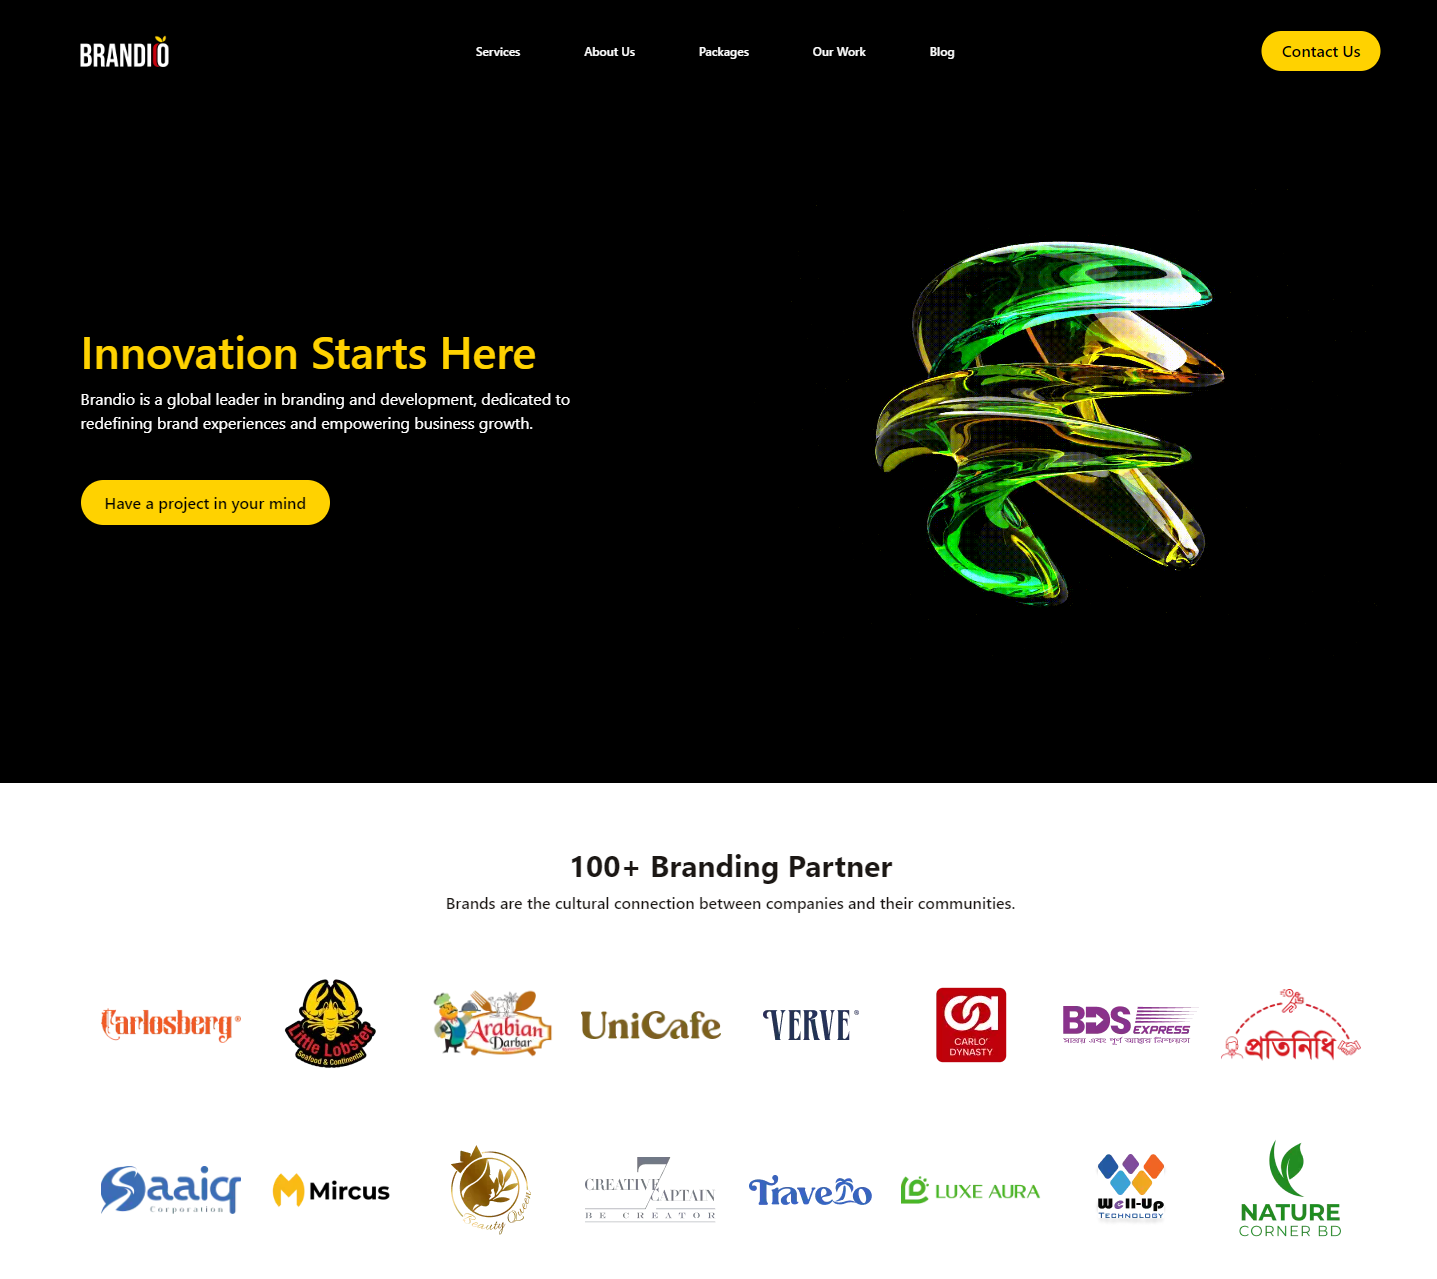 BRANDIO
Services
About Us
Packages
Our Work
Blog
Contact Us
Innovation Starts Here
Brandio is a global leader in branding and development, dedicated to
redefining brand experiences and empowering business growth.
Have a project in your mind
100+ Branding Partner
Brands are the cultural connection between companies and their communities.
Carlosberg®
Little Lobster
Seafood & Continental
Arabian
Darbar
UniCafe
VERVE®
CARLO'
DYNASTY
BDS
EXPRESS
সময় এবং পূর্ণ আস্থার নিশ্চয়তা
প্রতিনিধি
Saaiq
Corporation
Mircus
Beauty Queen
CREATIVE 7 CAPTAIN
BE CREATOR
Travello
LUXE AURA
Well-Up
TECHNOLOGY
NATURE
CORNER BD